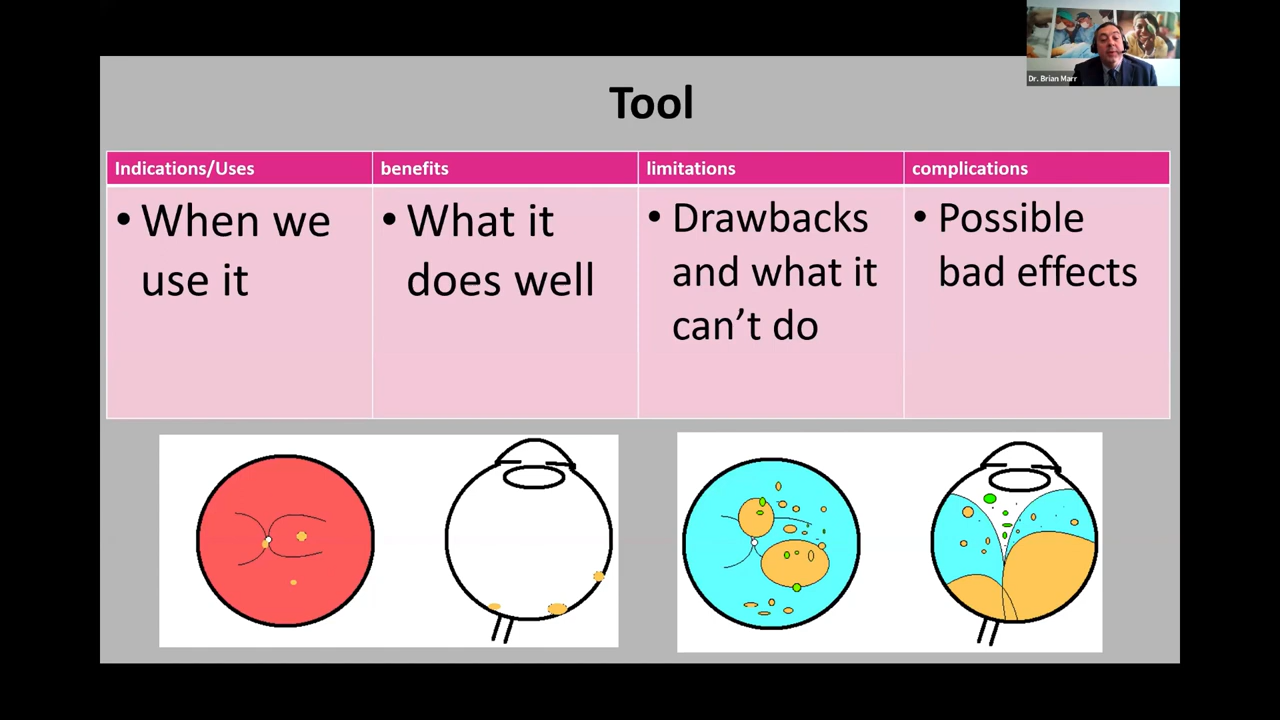 Dr. Brian Marr
Tool
Indications/Uses
benefits
limitations
complications
• When we
use it
• What it
does well
• Drawbacks
and what it
can’t do
• Possible
bad effects